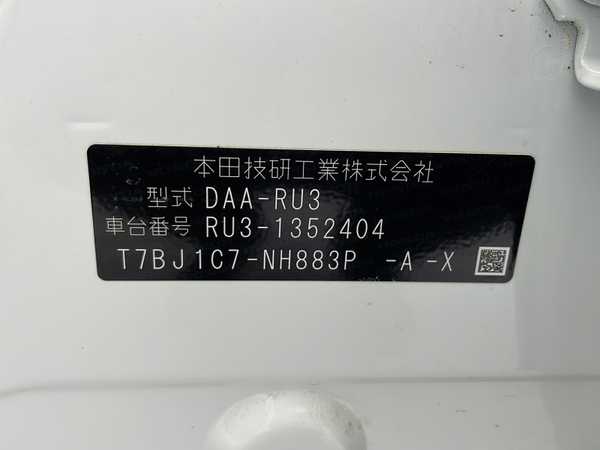 本田技研工業株式会社
型式 DAA-RU3
車台番号 RU3-1352404
T7BJ1C7-NH883P -A-X